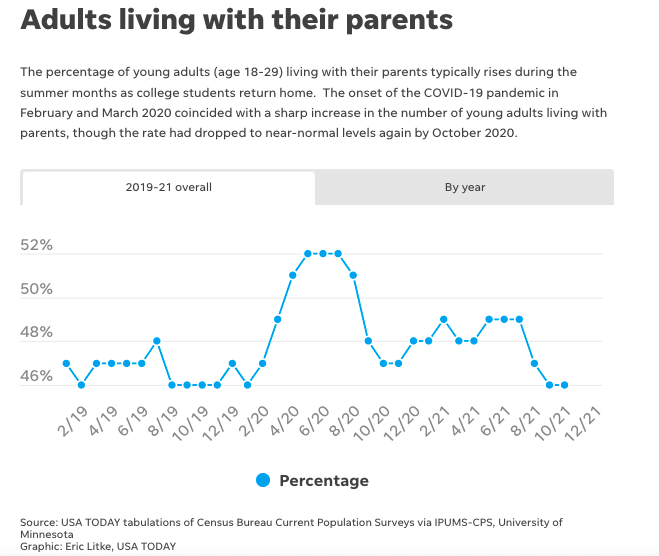 Adults living with their parents
The percentage of young adults (age 18-29) living with their parents typically rises during the
summer months as college students return home.  The onset of the COVID-19 pandemic in
February and March 2020 coincided with a sharp increase in the number of young adults living with
parents, though the rate had dropped to near-normal levels again by October 2020.
2019-21 overall
By year
52%
50%
48%
46%
2/19
4/19
6/19
8/19
10/19
12/19
2/20
4/20
6/20
8/20
10/20
12/20
2/21
4/21
6/21
8/21
10/21
12/21
Percentage
Source: USA TODAY tabulations of Census Bureau Current Population Surveys via IPUMS-CPS, University of
Minnesota
Graphic: Eric Litke, USA TODAY